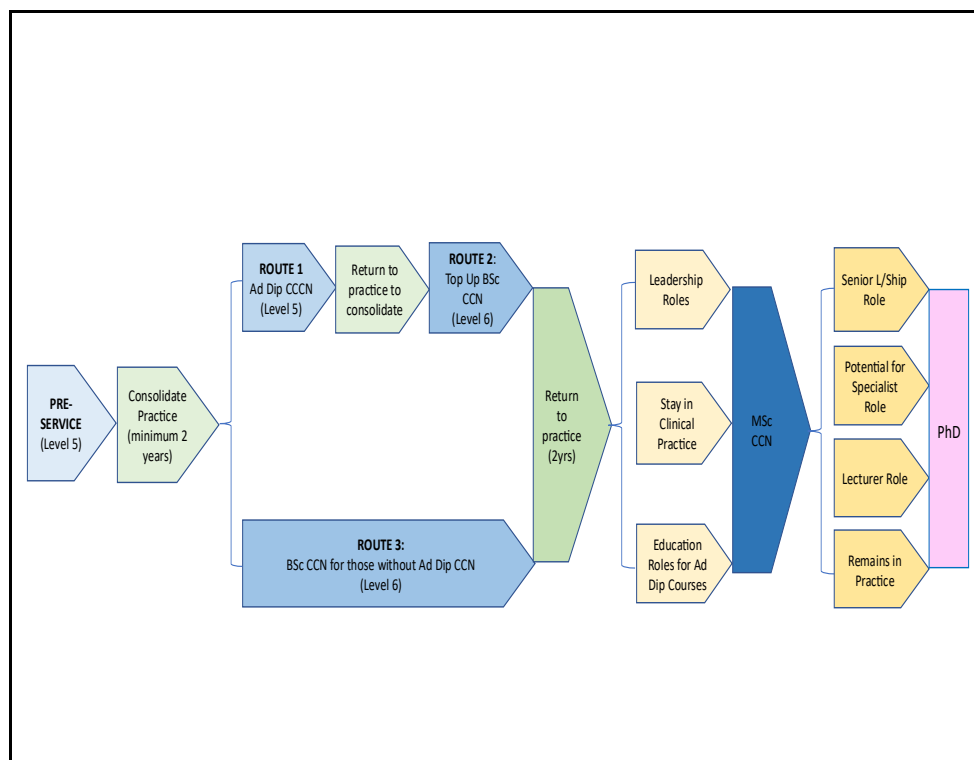 PRE-
SERVICE
(Level 5)
Consolidate
Practice
(minimum 2
years)
ROUTE 1
Ad Dip CCCN
(Level 5)
Return to
practice to
consolidate
ROUTE 2:
Top Up BSc
CCN
(Level 6)
ROUTE 3:
BSc CCN for those without Ad Dip CCN
(Level 6)
Return
to
practice
(2yrs)
Leadership
Roles
Stay in
Clinical
Practice
Education
Roles for Ad
Dip Courses
MSc
CCN
Senior L/Ship
Role
Potential for
Specialist
Role
Lecturer Role
Remains in
Practice
PhD